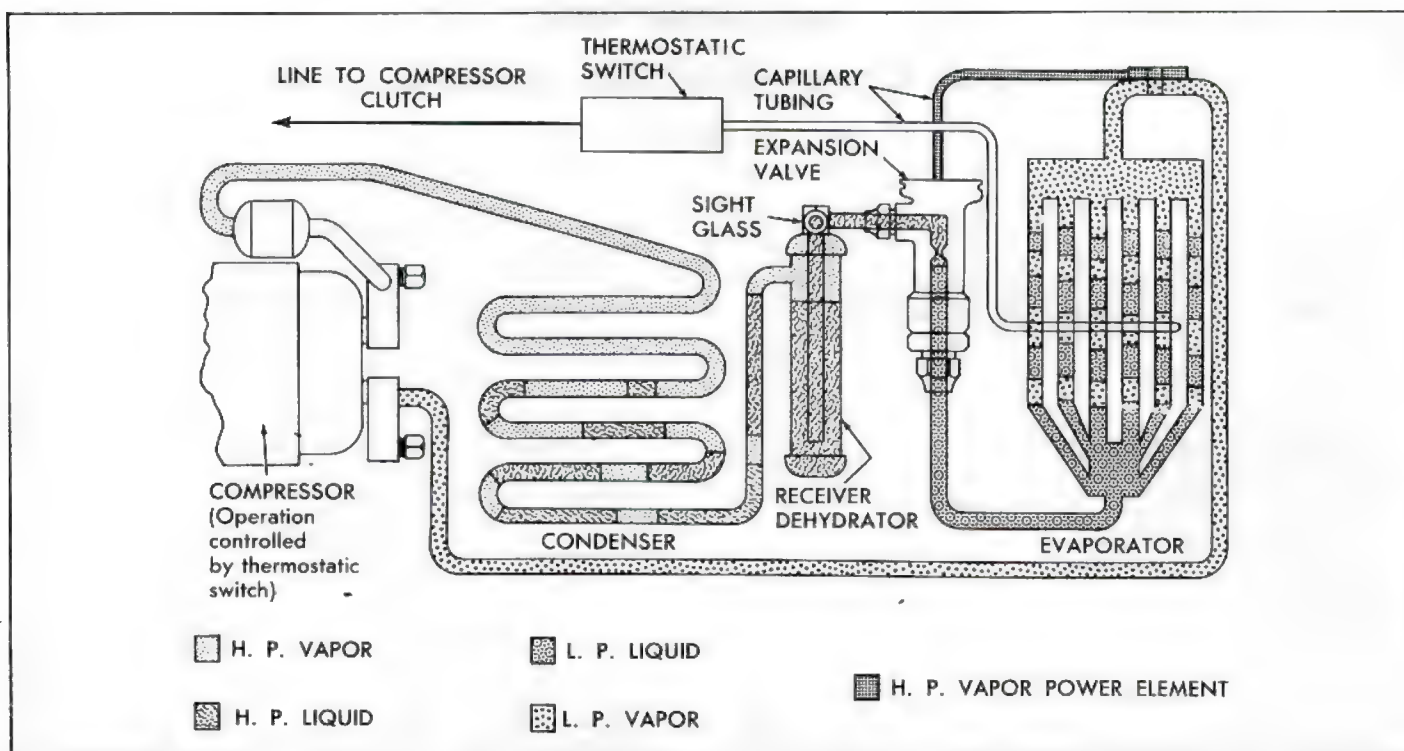 THERMOSTATIC
SWITCH
LINE TO COMPRESSOR
CLUTCH
CAPILLARY
TUBING
EXPANSION
VALVE
SIGHT
GLASS
COMPRESSOR
(Operation
controlled
by thermostatic
switch)
CONDENSER
RECEIVER
DEHYDRATOR
EVAPORATOR
H. P. VAPOR
H. P. LIQUID
L. P. LIQUID
L. P. VAPOR
H. P. VAPOR POWER ELEMENT